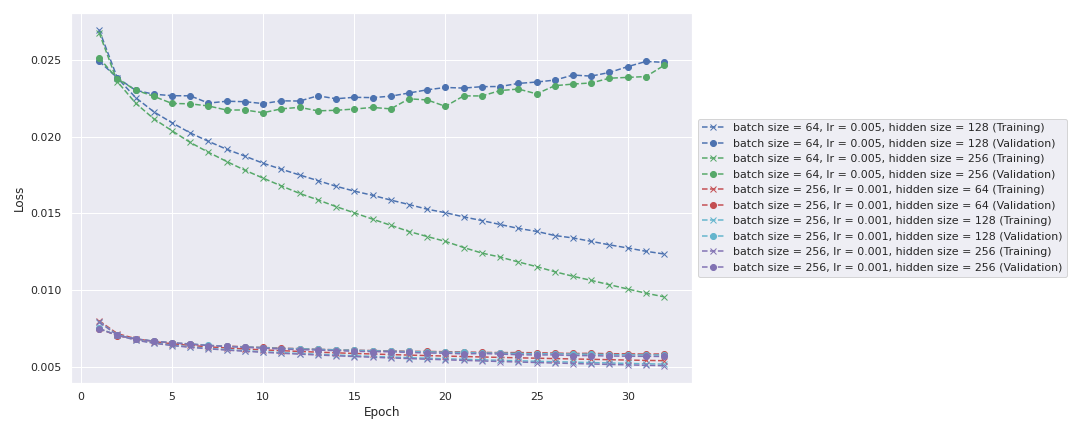 0.025
0.020
0.015
0.010
0.005
Loss
0 5 10 15 20 25 30
Epoch
batch size = 64, lr = 0.005, hidden size = 128 (Training)
batch size = 64, lr = 0.005, hidden size = 128 (Validation)
batch size = 64, lr = 0.005, hidden size = 256 (Training)
batch size = 64, lr = 0.005, hidden size = 256 (Validation)
batch size = 256, lr = 0.001, hidden size = 64 (Training)
batch size = 256, lr = 0.001, hidden size = 64 (Validation)
batch size = 256, lr = 0.001, hidden size = 128 (Training)
batch size = 256, lr = 0.001, hidden size = 128 (Validation)
batch size = 256, lr = 0.001, hidden size = 256 (Training)
batch size = 256, lr = 0.001, hidden size = 256 (Validation)